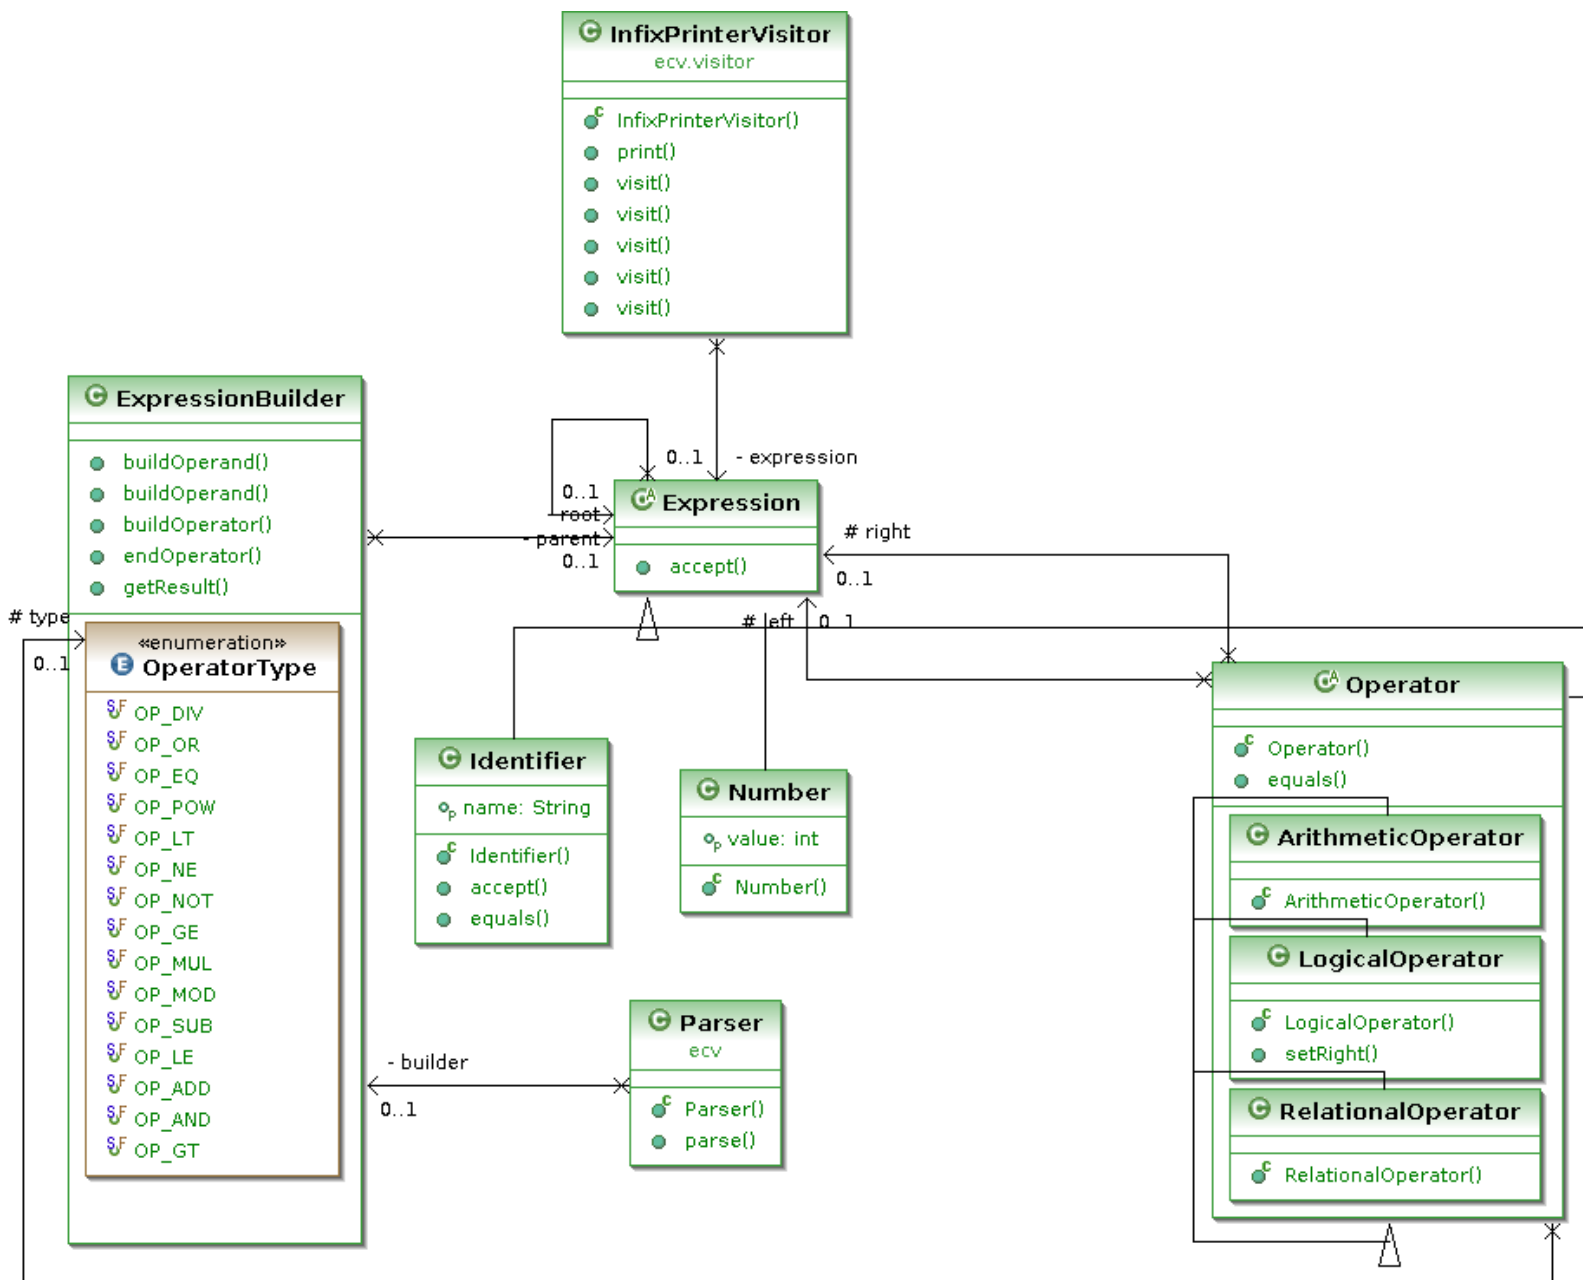 InfixPrinterVisitor
ecv.visitor
InfixPrinterVisitor()
print()
visit()
visit()
visit()
visit()
visit()
ExpressionBuilder
buildOperand()
buildOperand()
buildOperator()
endOperator()
getResult()
# type
0..1
«enumeration»
OperatorType
OP_DIV
OP_OR
OP_EQ
OP_POW
OP_LT
OP_NE
OP_NOT
OP_GE
OP_MUL
OP_MOD
OP_SUB
OP_LE
OP_ADD
OP_AND
OP_GT
0..1 - expression
0..1
root
- parent
0..1
Expression
accept()
# right
0..1
# left 0..1
Identifier
name: String
Identifier()
accept()
equals()
Number
value: int
Number()
- builder
0..1
Parser
ecv
Parser()
parse()
Operator
Operator()
equals()
ArithmeticOperator
ArithmeticOperator()
LogicalOperator
LogicalOperator()
setRight()
RelationalOperator
RelationalOperator()